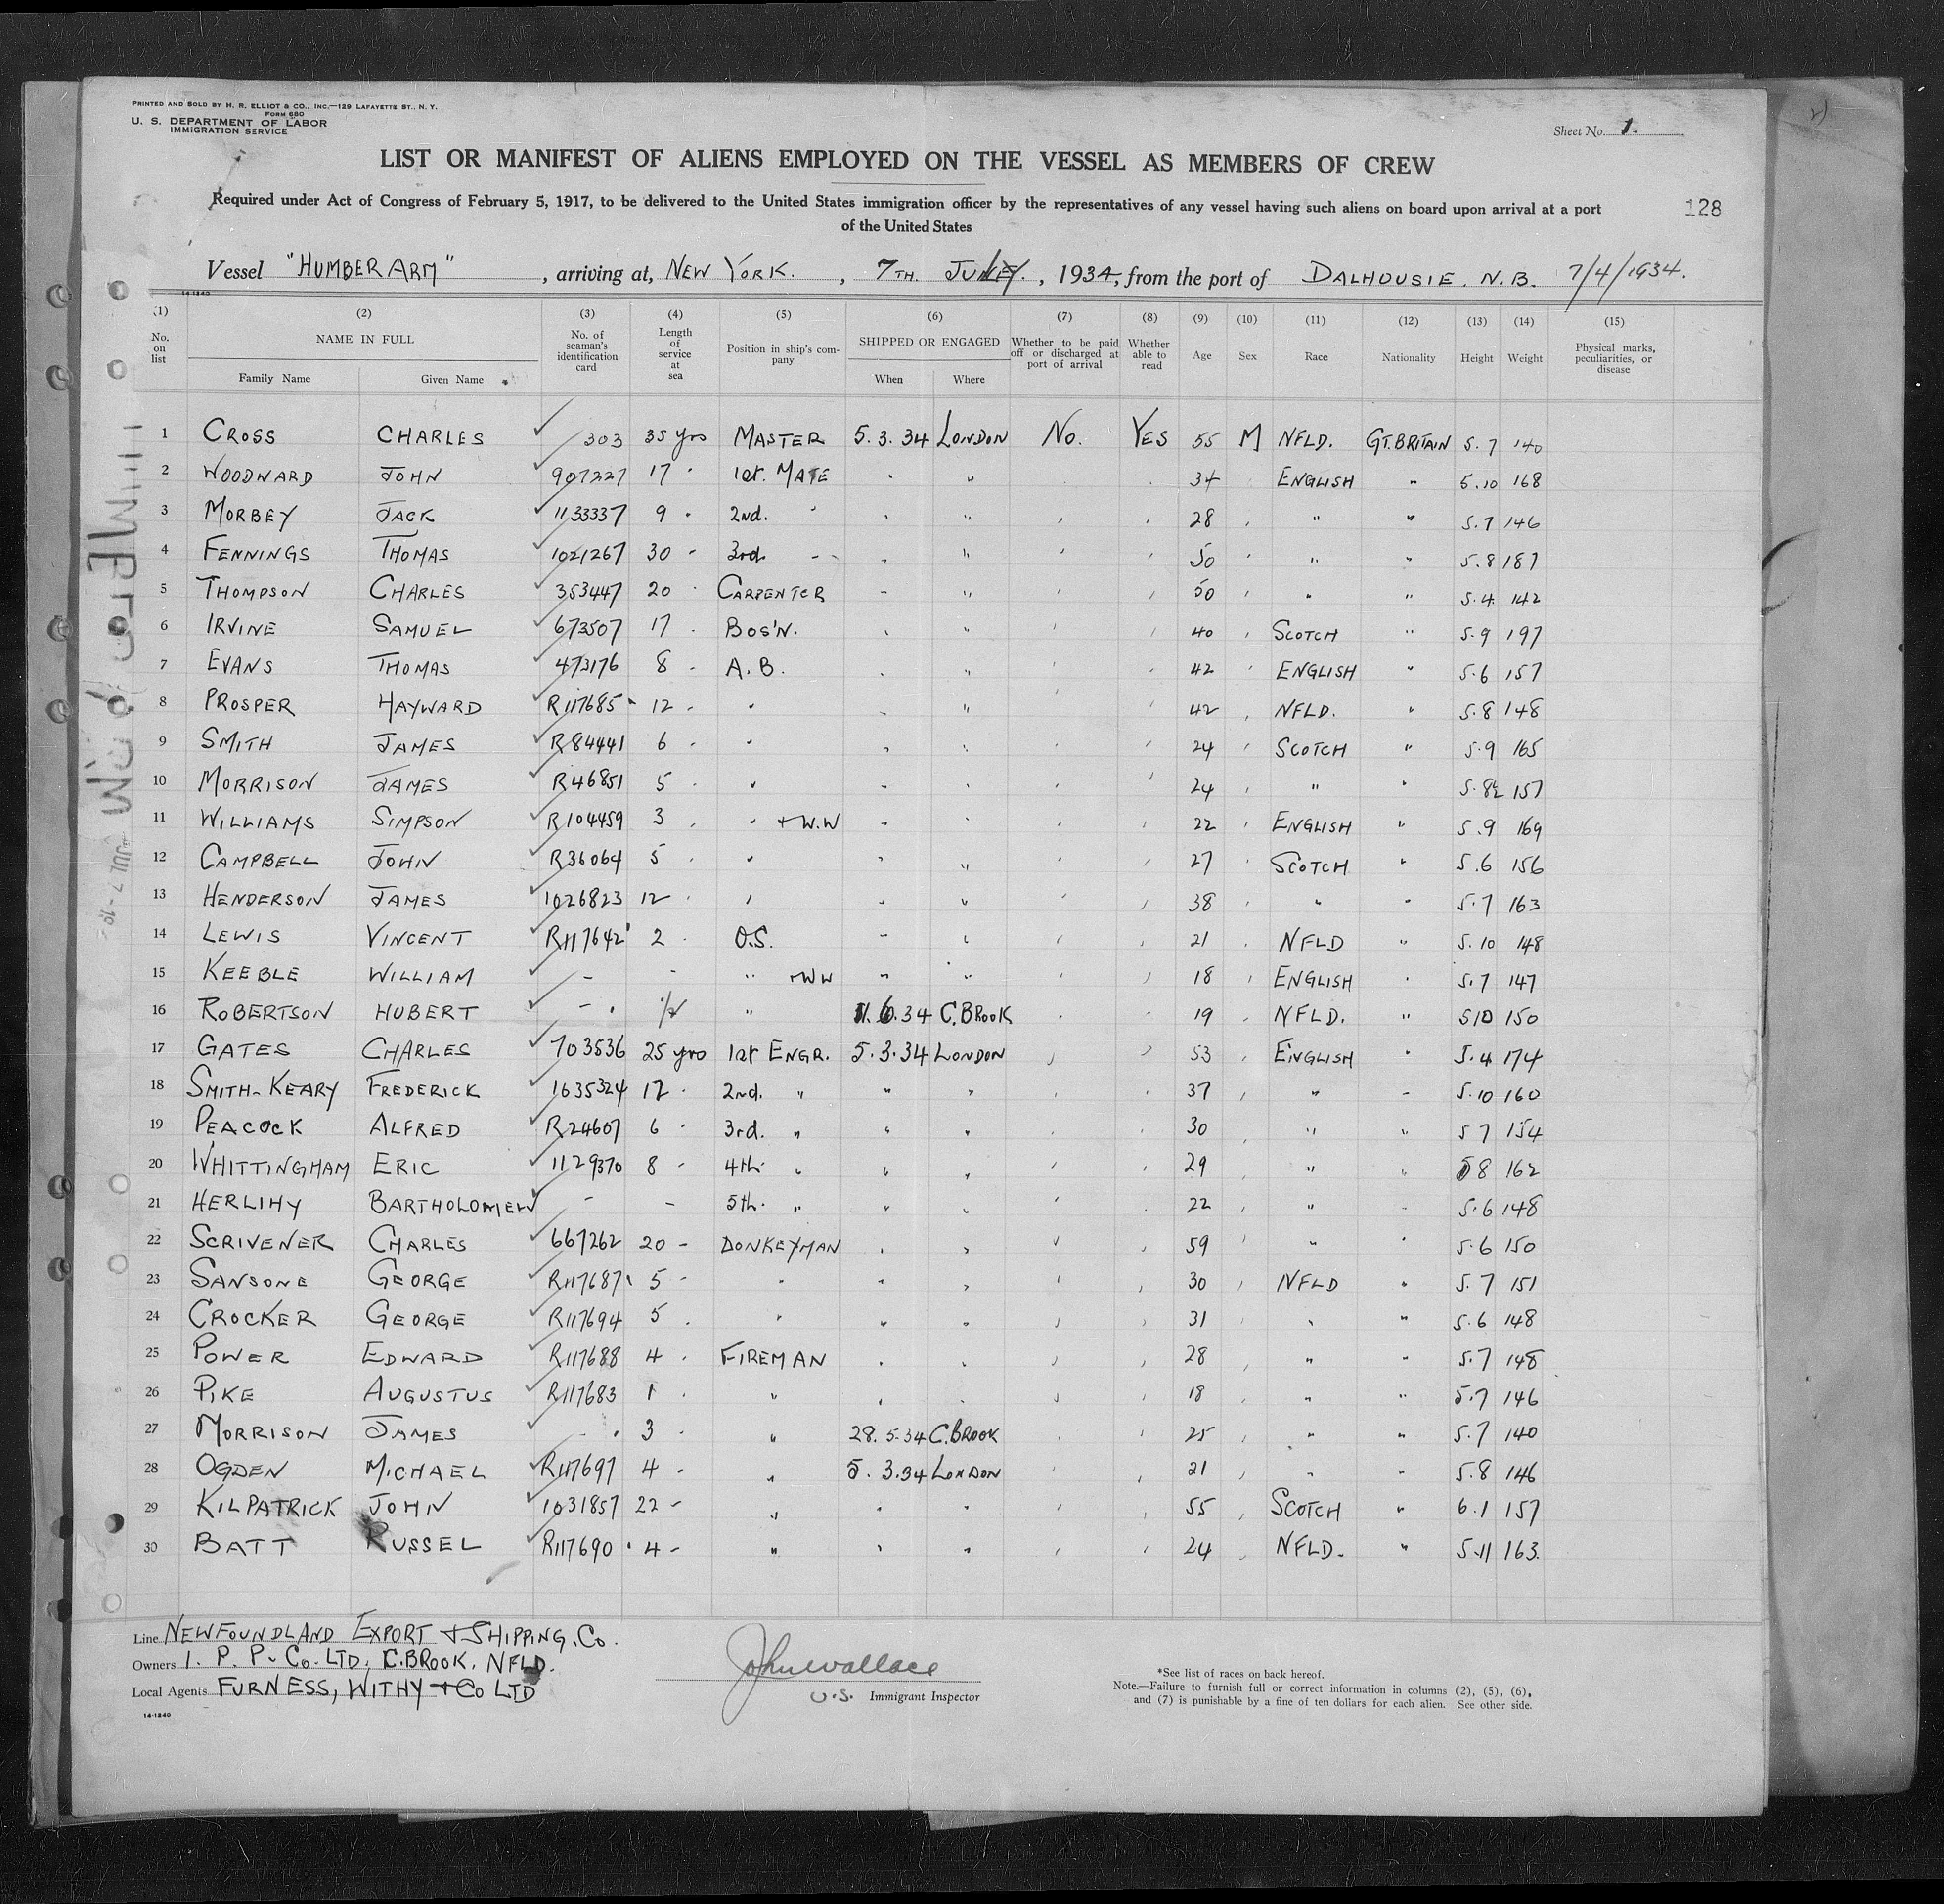 PRINTED AND SOLD BY H. R. ELLIOT & CO., INC.—129 LAFAYETTE ST., N. Y.
FORM 680
U. S. DEPARTMENT OF LABOR
IMMIGRATION SERVICE
Sheet No. 1.
LIST OR MANIFEST OF ALIENS EMPLOYED ON THE VESSEL AS MEMBERS OF CREW
Required under Act of Congress of February 5, 1917, to be delivered to the United States immigration officer by the representatives of any vessel having such aliens on board upon arrival at a port
of the United States
128
Vessel "HUMBER ARM", arriving at, NEW YORK. , 7TH. , 1934, from the port of DALHOUSIE. N.B. 7/4/1934.
14-1240
(1) (2) (3) (4) (5) (6) (7) (8) (9) (10) (11) (12) (13) (14) (15)
No. on list NAME IN FULL No. of seaman's identification card Length of service at sea Position in ship's company SHIPPED OR ENGAGED Whether to be paid off or discharged at port of arrival Whether able to read Age Sex Race Nationality Height Weight Physical marks, peculiarities, or disease
Family Name Given Name When Where
1 CROSS CHARLES 303 35 yrs MASTER 5.3.34 LONDON No. YES 55 M NFLD. GT.BRITAIN 5.7 140
2 WOODWARD JOHN 907227 17 " 1st. MATE " " 34 " ENGLISH " 5.10 168
3 MORBEY JACK 1133337 9 " 2nd. " " " " " 28 " " " 5.7 146
4 FENNINGS THOMAS 1021267 30 " 3rd. " " " " " 50 " " " 5.8 187
5 THOMPSON CHARLES 353447 20 " CARPENTER " " " " 50 " " " 5.4 142
6 IRVINE SAMUEL 673507 17 " BOS'N. " " " " 40 " SCOTCH " 5.9 197
7 EVANS THOMAS 473176 8 " A.B. " " " " 42 " ENGLISH " 5.6 157
8 PROSPER HAYWARD R117685 12 " " " " " " 42 " NFLD. " 5.8 148
9 SMITH JAMES R84441 6 " " " " " " 24 " SCOTCH " 5.9 165
10 MORRISON JAMES R46851 5 " " " " " " 24 " " " 5.8½ 157
11 WILLIAMS SIMPSON R104459 3 " " + W.W " " " " 22 " ENGLISH " 5.9 169
12 CAMPBELL JOHN R36064 5 " " " " " " 27 " SCOTCH " 5.6 156
13 HENDERSON JAMES 1026823 12 " " " " " " 38 " " " 5.7 163
14 LEWIS VINCENT R117642 2 " O.S. " " " " 21 " NFLD " 5.10 148
15 KEEBLE WILLIAM - - " + WW " " " " 18 " ENGLISH " 5.7 147
16 ROBERTSON HUBERT - " .6.34 C.BROOK " " 19 " NFLD. " 5 10 150
17 GATES CHARLES 703536 25 yrs 1st ENGR. 5.3.34 LONDON " " 53 " ENGLISH " 5.4 174
18 SMITH-KEARY FREDERICK 1635324 12 " 2nd. " " " " " 37 " " " 5.10 160
19 PEACOCK ALFRED R24607 6 " 3rd. " " " " " 30 " " " 5 7 154
20 WHITTINGHAM ERIC 1129370 8 " 4th. " " " " " 29 " " " 5 8 162
21 HERLIHY BARTHOLOMEW - - 5th. " " " " " 22 " " " 5.6 148
22 SCRIVENER CHARLES 667262 20 " DONKEYMAN " " " " 59 " " " 5.6 150
23 SANSONE GEORGE R117687 5 " " " " " " 30 " NFLD " 5.7 151
24 CROCKER GEORGE R117694 5 " " " " " " 31 " " " 5.6 148
25 POWER EDWARD R117688 4 " FIREMAN " " " " 28 " " " 5.7 148
26 PIKE AUGUSTUS R117683 1 " " " " " " 18 " " " 5.7 146
27 MORRISON JAMES - 3 " " 28.5.34 C.BROOK " " 25 " " " 5.7 140
28 OGDEN MICHAEL R117697 4 " " 5.3.34 LONDON " " 21 " " " 5.8 146
29 KILPATRICK JOHN 1031857 22 " " " " " " 55 " SCOTCH " 6.1 157
30 BATT RUSSEL R117690 4 " " " " " " 24 " NFLD. " 5.11 163.
Line NEWFOUNDLAND EXPORT + SHIPPING. Co.
Owners I. P. P. Co. LTD. C.BROOK, NFLD.
Local Agents FURNESS, WITHY + Co LTD
14-1240
John Wallace
U.S. Immigrant Inspector
*See list of races on back hereof.
Note.—Failure to furnish full or correct information in columns (2), (5), (6),
and (7) is punishable by a fine of ten dollars for each alien. See other side.